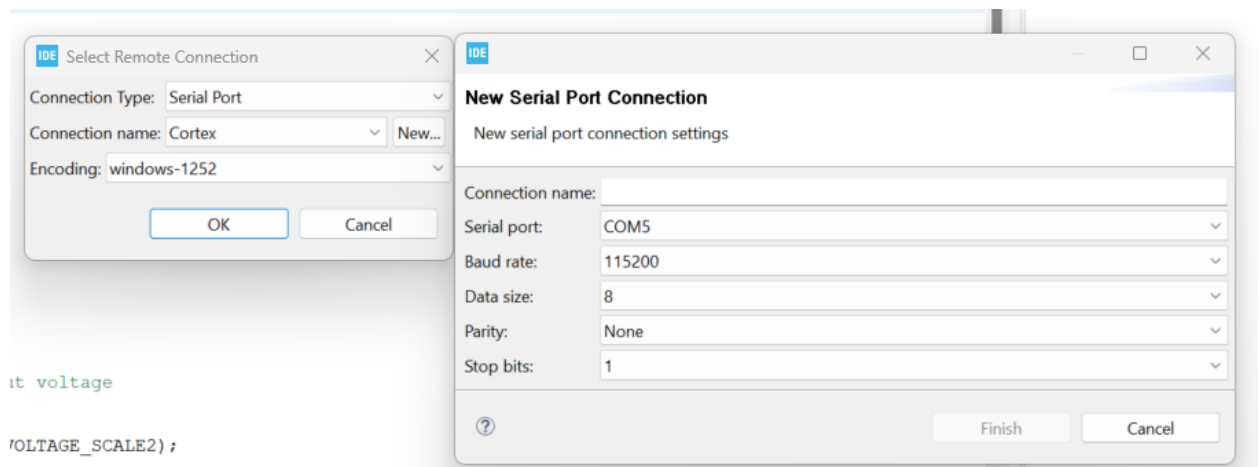 IDE Select Remote Connection
Connection Type: Serial Port
Connection name: Cortex New...
Encoding: windows-1252
OK Cancel
IDE
New Serial Port Connection
New serial port connection settings
Connection name:
Serial port: COM5
Baud rate: 115200
Data size: 8
Parity: None
Stop bits: 1
? Finish Cancel
voltage
VOLTAGE_SCALE2);